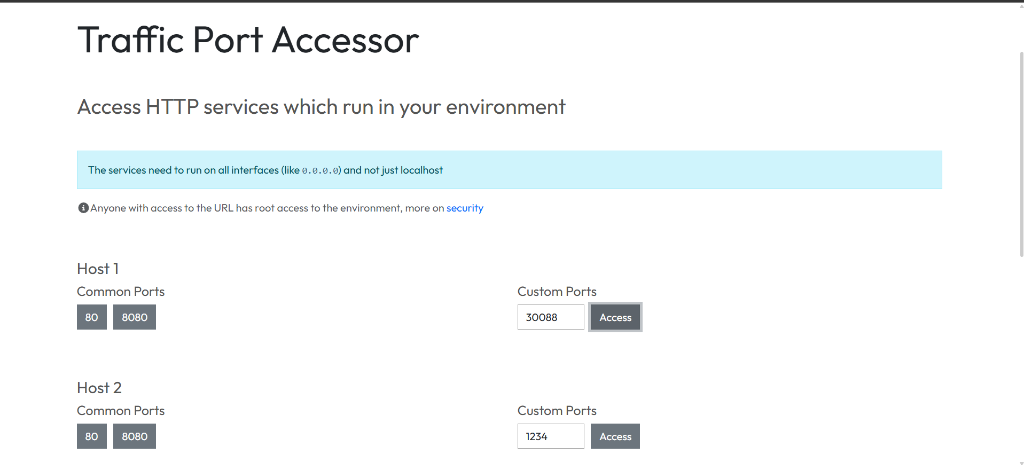 Traffic Port Accessor
Access HTTP services which run in your environment
The services need to run on all interfaces (like 0.0.0.0) and not just localhost
Anyone with access to the URL has root access to the environment, more on security
Host 1
Common Ports
80 8080
Custom Ports
30088 Access
Host 2
Common Ports
80 8080
Custom Ports
1234 Access